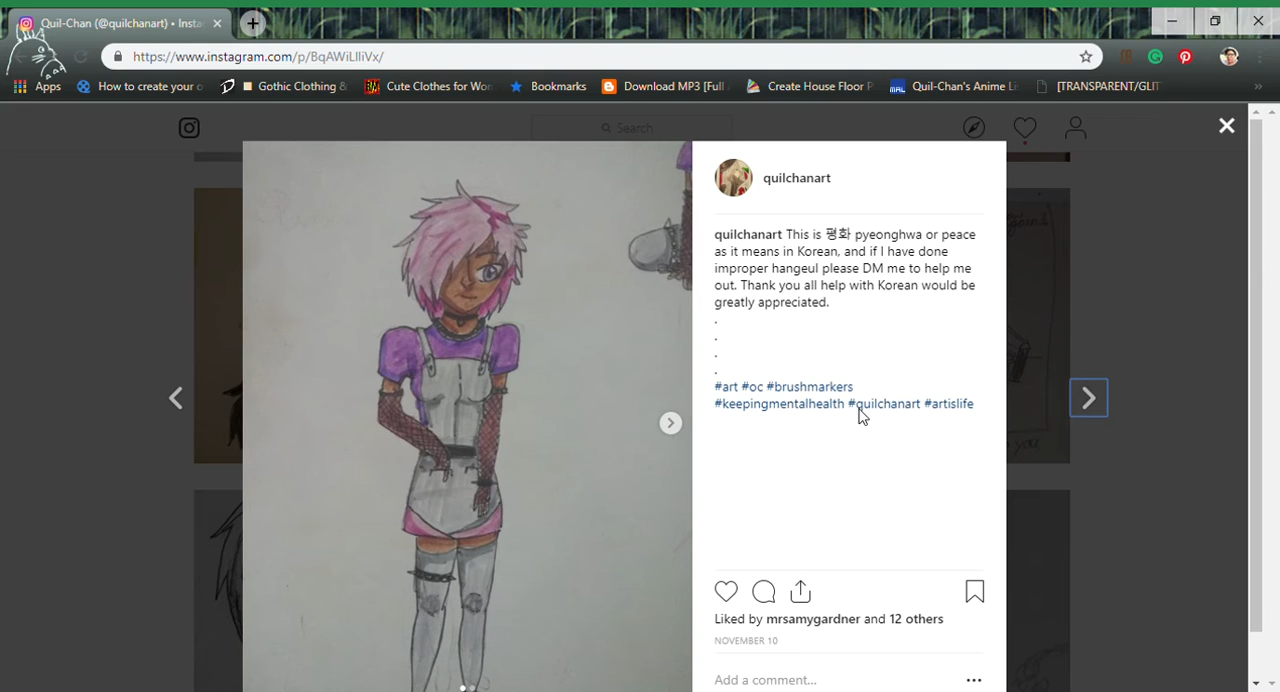 Quil-Chan (@quilchanart) • Insta
https://www.instagram.com/p/BqAWiLIliVx/
Apps
How to create your o
Gothic Clothing &
Cute Clothes for Wom
Bookmarks
Download MP3 [Full
Create House Floor P
Quil-Chan's Anime Li
[TRANSPARENT/GLIT
Search
quilchanart
quilchanart This is 평화 pyeonghwa or peace
as it means in Korean, and if I have done
improper hangeul please DM me to help me
out. Thank you all help with Korean would be
greatly appreciated.
.
.
.
.
#art #oc #brushmarkers
#keepingmentalhealth #quilchanart #artislife
Liked by mrsamygardner and 12 others
NOVEMBER 10
Add a comment...